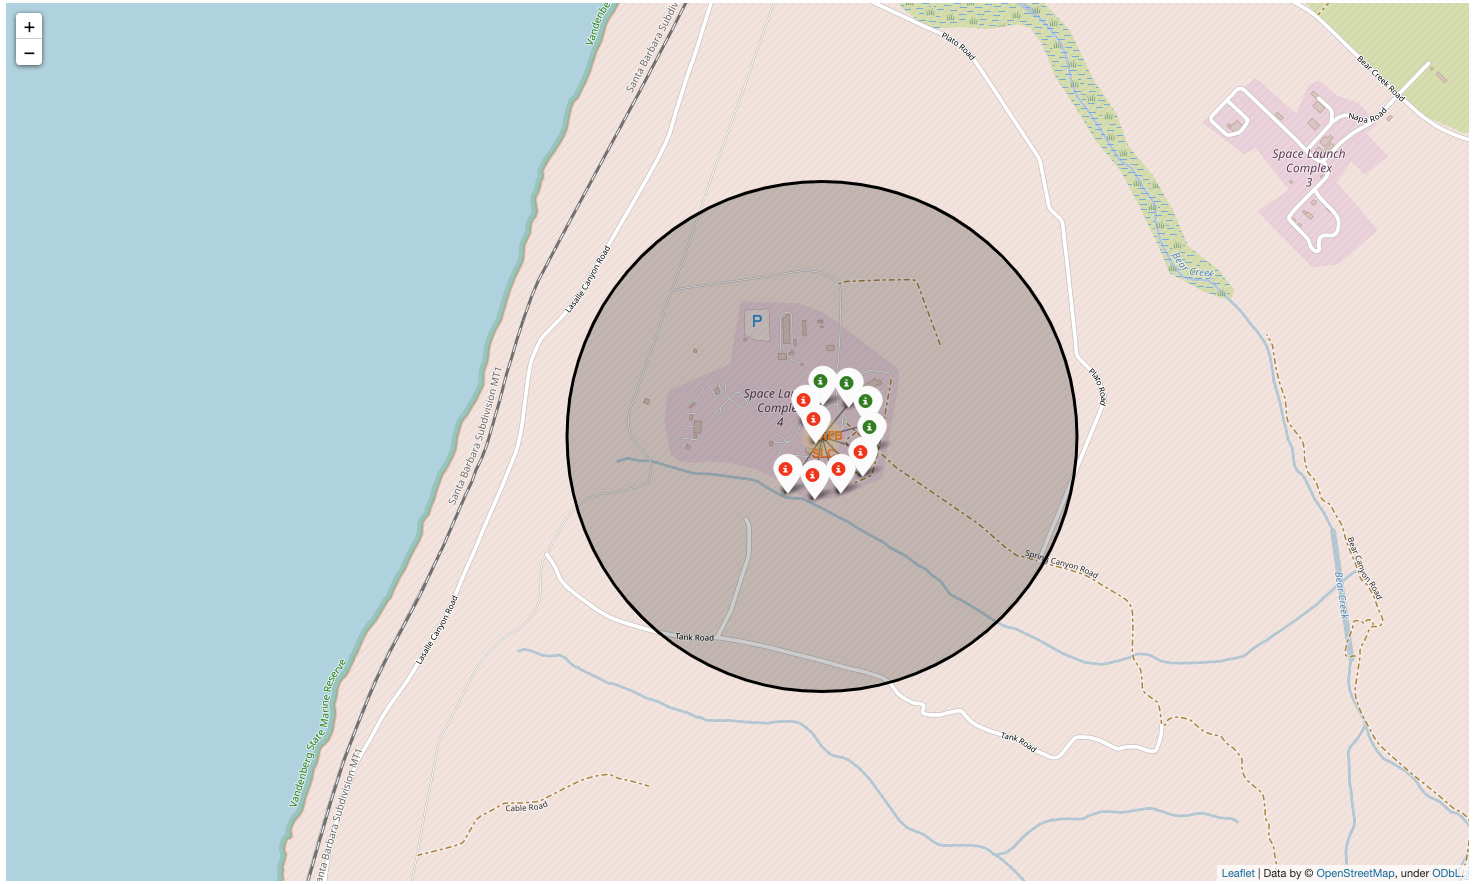 +
−
Vandenbe
Santa Barbara Subdiv
Plato Road
Bear Creek Road
Napa Road
Space Launch
Complex
3
Bear Creek
Lasalle Canyon Road
P
Plato Road
Santa Barbara Subdivision MT1
Space Lau
Comple
4
SLC
Spring Canyon Road
Bear Canyon Road
Bear Creek
Lasalle Canyon Road
Tank Road
Vandenberg State Marine Reserve
Tank Road
Santa Barbara Subdivision MT1
Cable Road
Leaflet | Data by © OpenStreetMap, under ODbL.